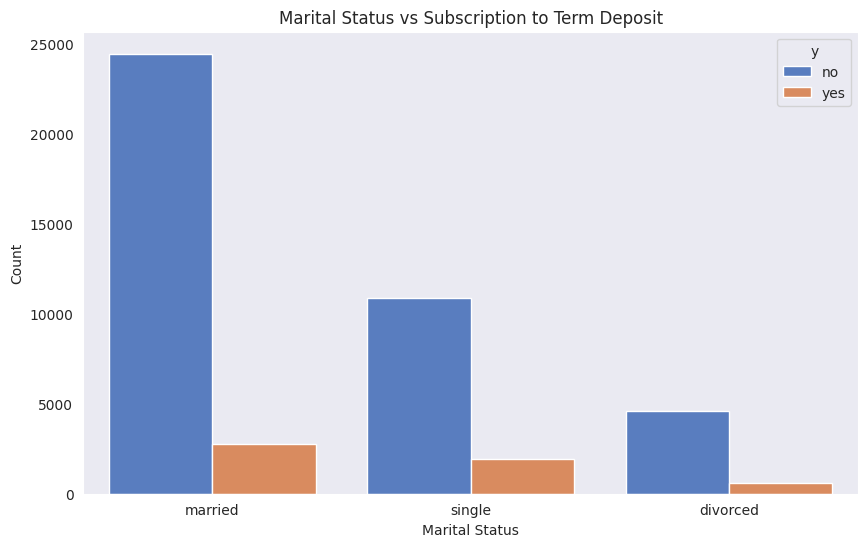 Marital Status vs Subscription to Term Deposit
y
no
yes
25000
20000
15000
10000
5000
0
Count
married single divorced
Marital Status